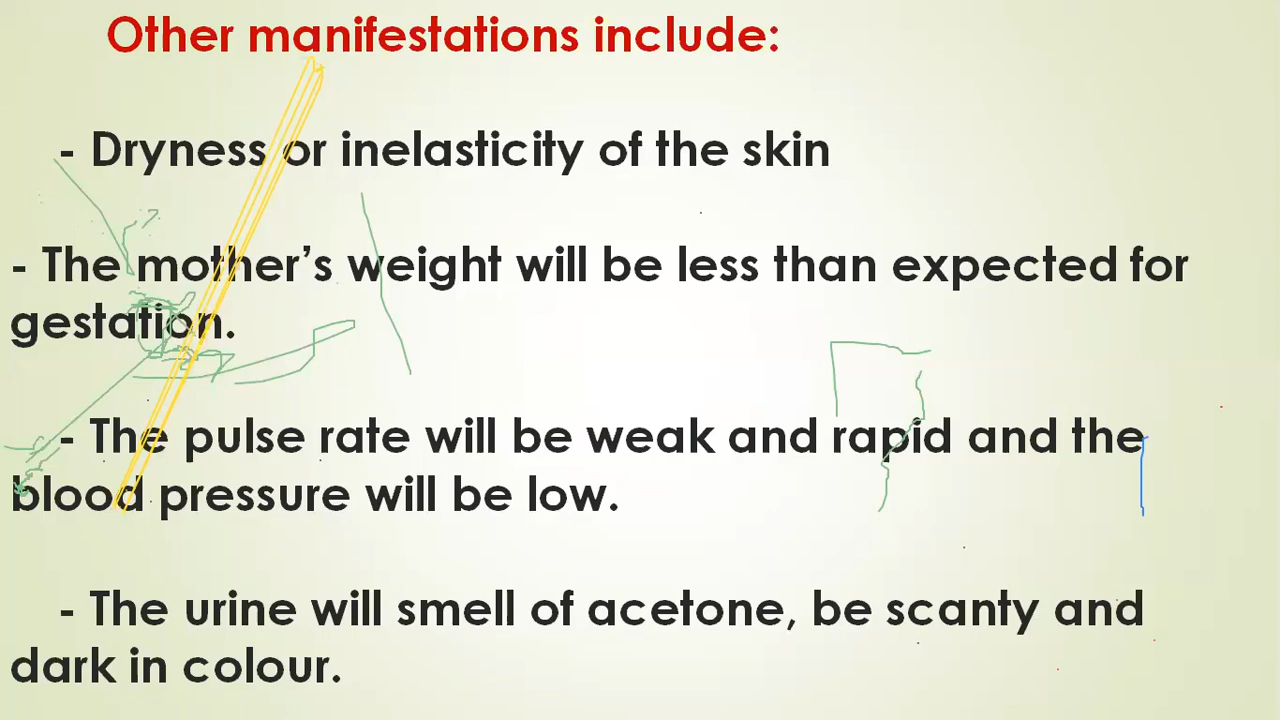 Other manifestations include:
- Dryness or inelasticity of the skin
- The mother’s weight will be less than expected for
gestation.
- The pulse rate will be weak and rapid and the
blood pressure will be low.
- The urine will smell of acetone, be scanty and
dark in colour.